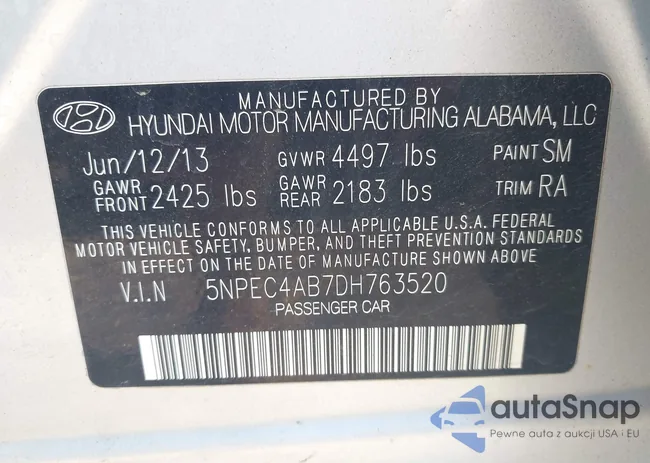 MANUFACTURED BY
HYUNDAI MOTOR MANUFACTURING ALABAMA, LLC
Jun/12/13 GVWR 4497 lbs PAINT SM
GAWR FRONT 2425 lbs GAWR REAR 2183 lbs TRIM RA
THIS VEHICLE CONFORMS TO ALL APPLICABLE U.S.A. FEDERAL
MOTOR VEHICLE SAFETY, BUMPER, AND THEFT PREVENTION STANDARDS
IN EFFECT ON THE DATE OF MANUFACTURE SHOWN ABOVE
V.I.N 5NPEC4AB7DH763520
PASSENGER CAR
autoSnap
Pewne auta z aukcji USA i EU